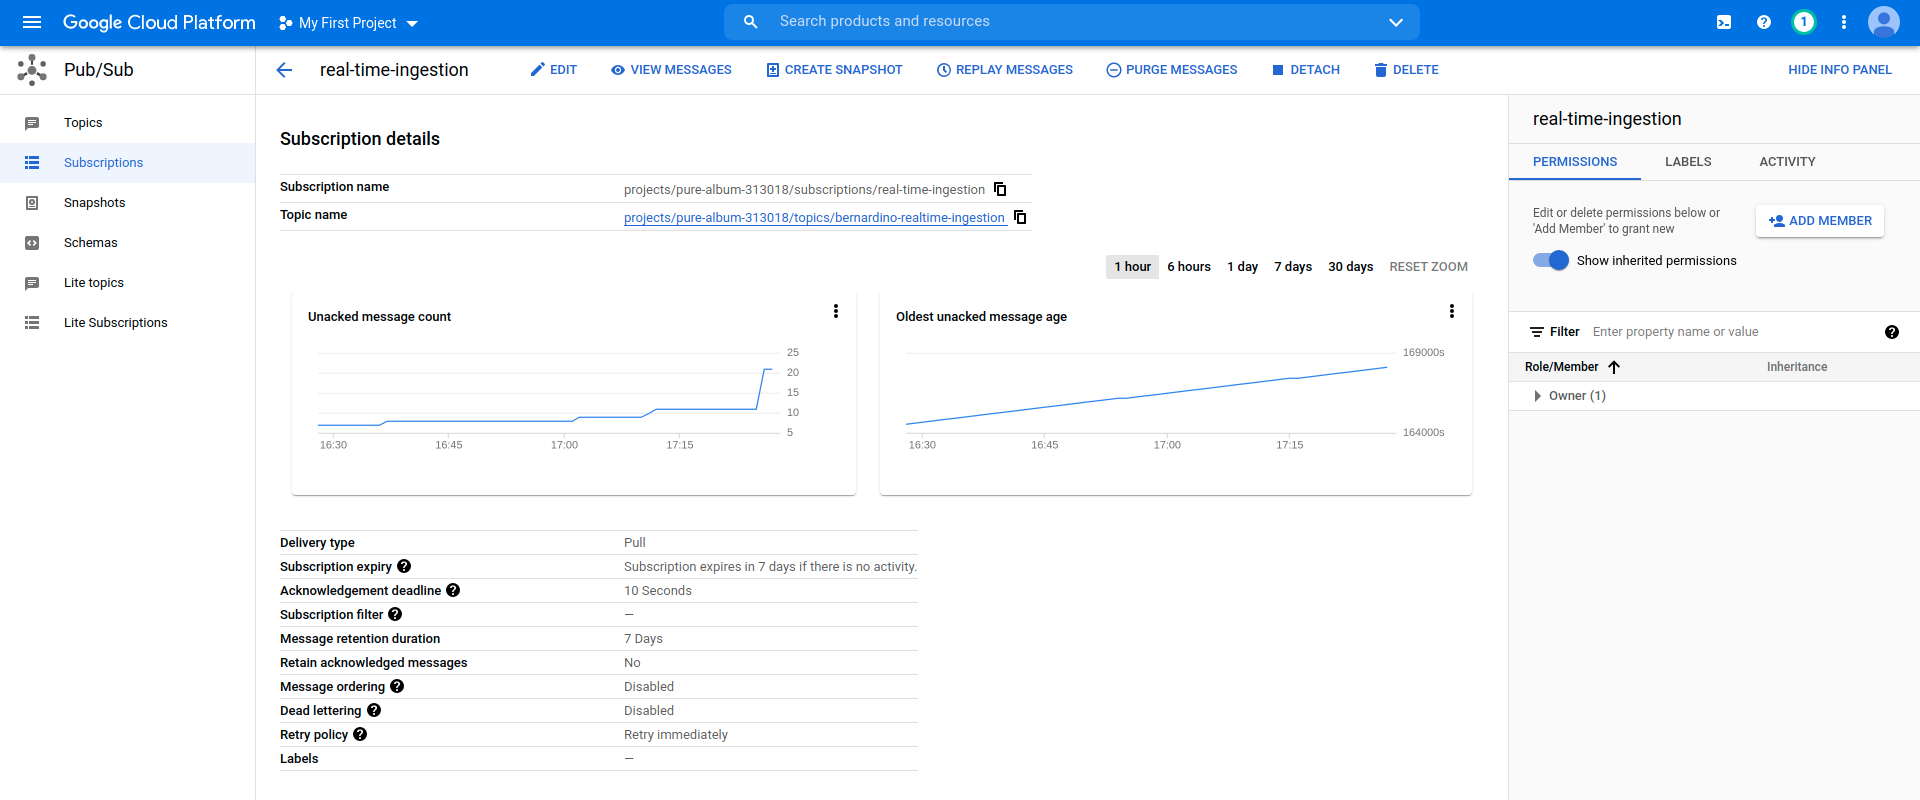 Google Cloud Platform
My First Project
Search products and resources
1
Pub/Sub
real-time-ingestion
EDIT
VIEW MESSAGES
CREATE SNAPSHOT
REPLAY MESSAGES
PURGE MESSAGES
DETACH
DELETE
HIDE INFO PANEL
Topics
Subscriptions
Snapshots
Schemas
Lite topics
Lite Subscriptions
Subscription details
Subscription name projects/pure-album-313018/subscriptions/real-time-ingestion
Topic name projects/pure-album-313018/topics/bernardino-realtime-ingestion
1 hour 6 hours 1 day 7 days 30 days RESET ZOOM
Unacked message count
25
20
15
10
5
16:30 16:45 17:00 17:15
Oldest unacked message age
169000s
164000s
16:30 16:45 17:00 17:15
Delivery type Pull
Subscription expiry Subscription expires in 7 days if there is no activity.
Acknowledgement deadline 10 Seconds
Subscription filter —
Message retention duration 7 Days
Retain acknowledged messages No
Message ordering Disabled
Dead lettering Disabled
Retry policy Retry immediately
Labels —
real-time-ingestion
PERMISSIONS LABELS ACTIVITY
Edit or delete permissions below or
'Add Member' to grant new
ADD MEMBER
Show inherited permissions
Filter Enter property name or value
Role/Member Inheritance
Owner (1)